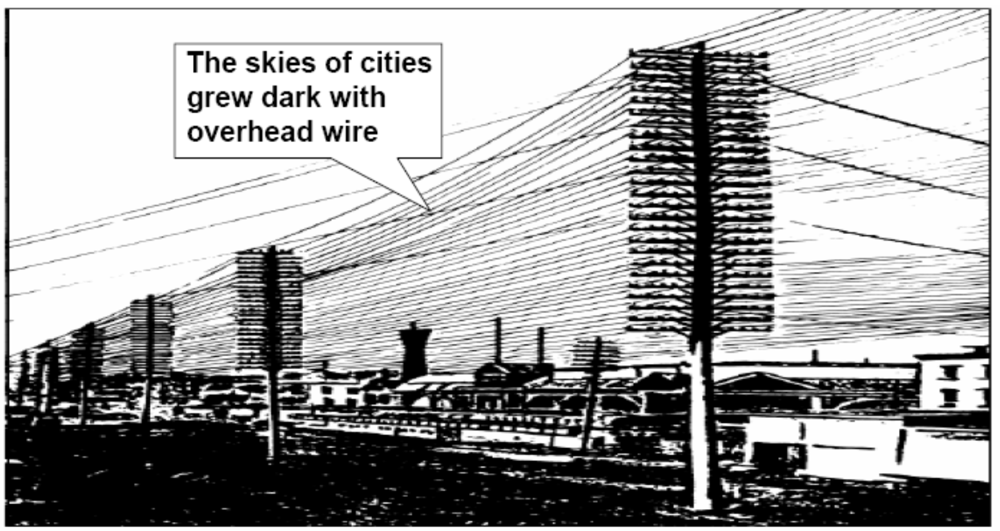 The skies of cities
grew dark with
overhead wire